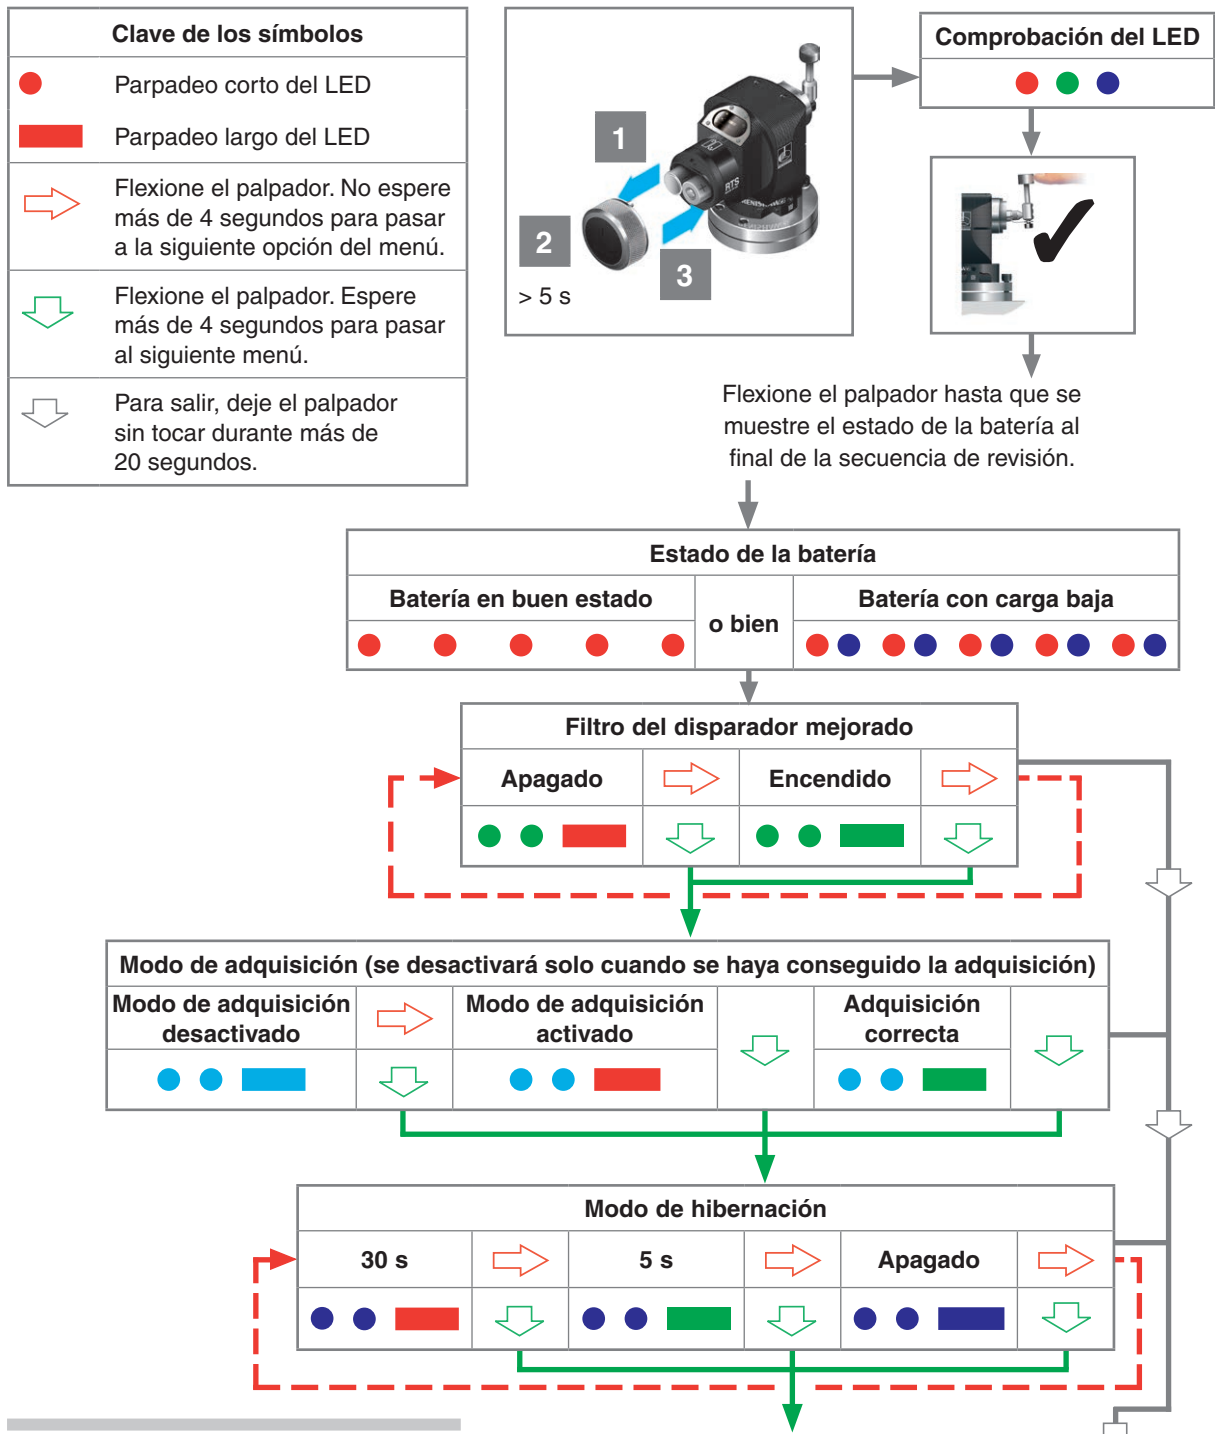 Clave de los símbolos
Parpadeo corto del LED
Parpadeo largo del LED
Flexione el palpador. No espere
más de 4 segundos para pasar
a la siguiente opción del menú.
Flexione el palpador. Espere
más de 4 segundos para pasar
al siguiente menú.
Para salir, deje el palpador
sin tocar durante más de
20 segundos.
1
2
3
> 5 s
RTS
Comprobación del LED
Flexione el palpador hasta que se
muestre el estado de la batería al
final de la secuencia de revisión.
Estado de la batería
Batería en buen estado
o bien
Batería con carga baja
Filtro del disparador mejorado
Apagado
Encendido
Modo de adquisición (se desactivará solo cuando se haya conseguido la adquisición)
Modo de adquisición
desactivado
Modo de adquisición
activado
Adquisición
correcta
Modo de hibernación
30 s
5 s
Apagado